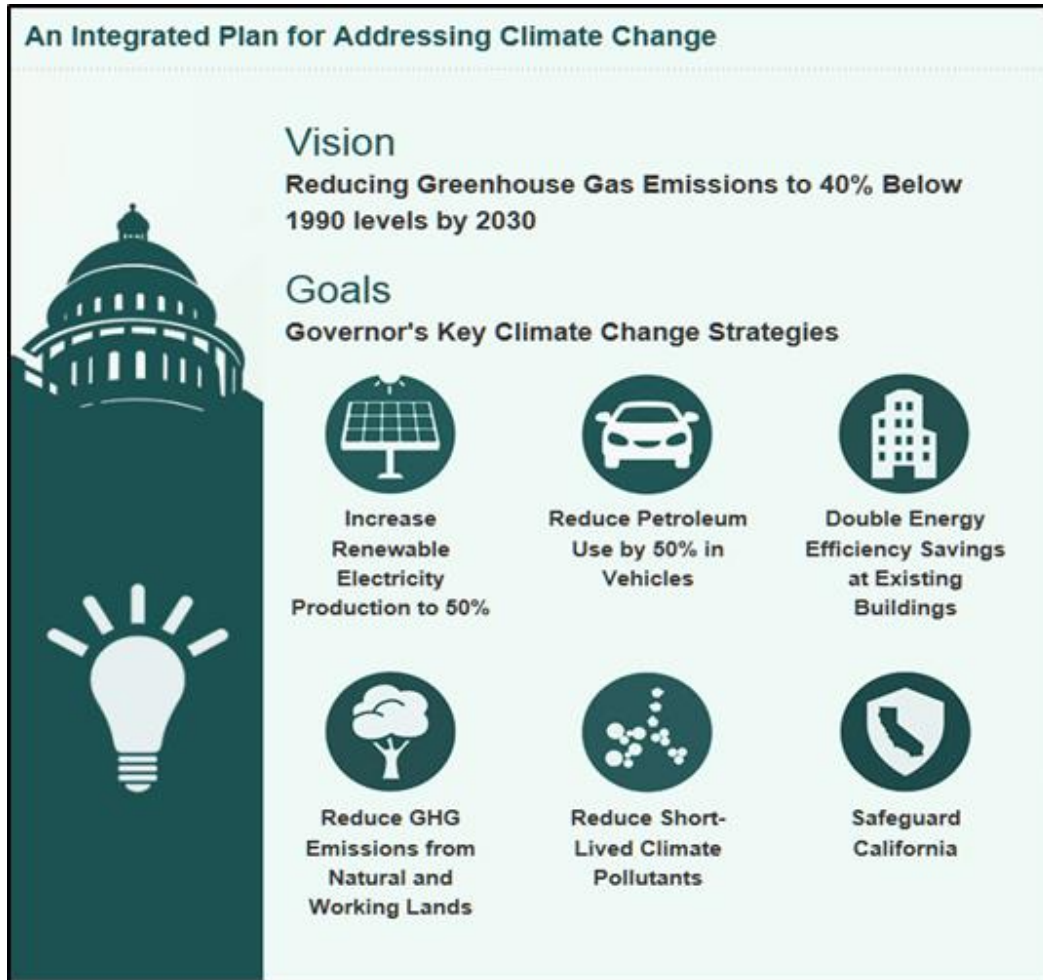 An Integrated Plan for Addressing Climate Change
Vision
Reducing Greenhouse Gas Emissions to 40% Below
1990 levels by 2030
Goals
Governor's Key Climate Change Strategies
Increase
Renewable
Electricity
Production to 50%
Reduce Petroleum
Use by 50% in
Vehicles
Double Energy
Efficiency Savings
at Existing
Buildings
Reduce GHG
Emissions from
Natural and
Working Lands
Reduce Short-
Lived Climate
Pollutants
Safeguard
California